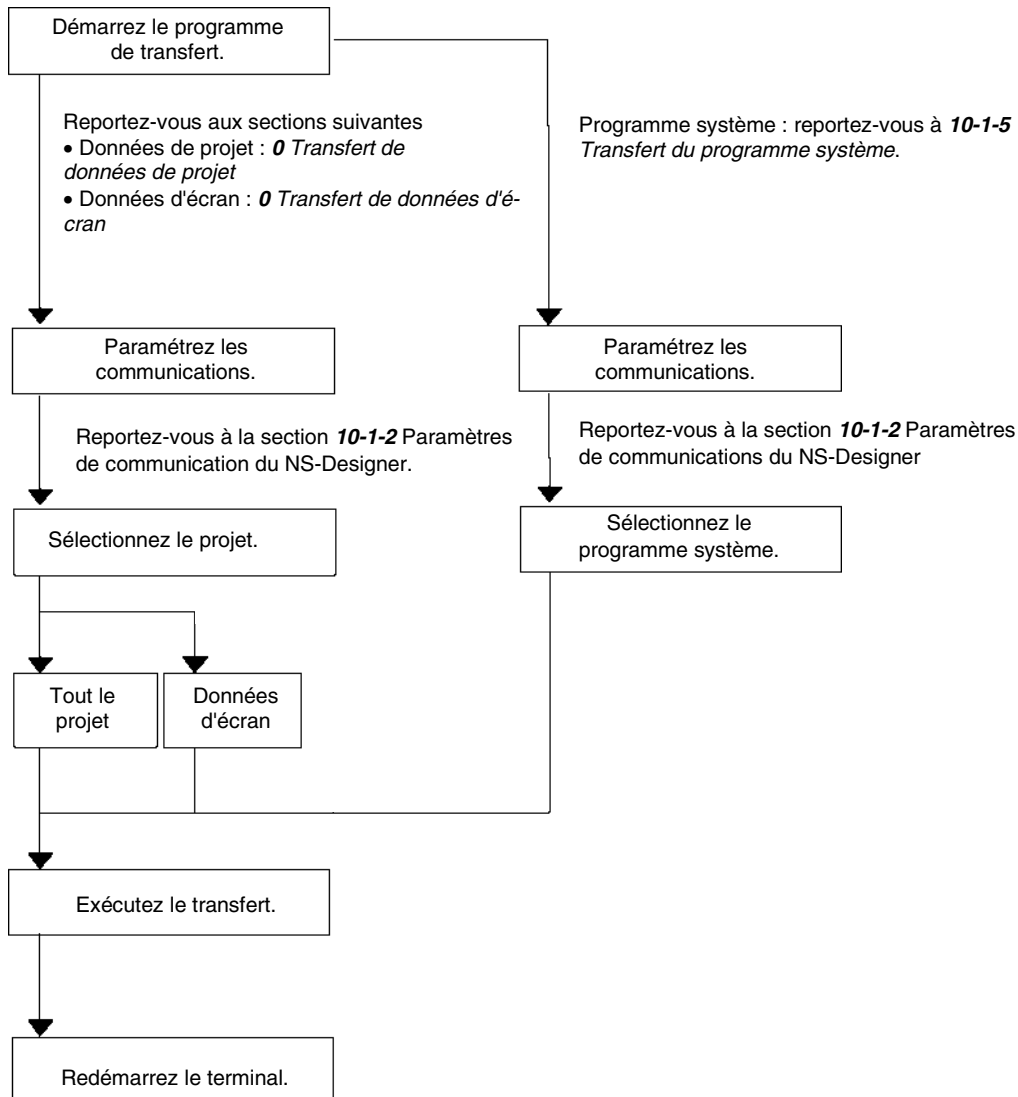 Démarrez le programme
de transfert.
Reportez-vous aux sections suivantes
• Données de projet : 0 Transfert de
données de projet
• Données d'écran : 0 Transfert de données d'é-
cran
Programme système : reportez-vous à 10-1-5
Transfert du programme système.
Paramétrez les
communications.
Paramétrez les
communications.
Reportez-vous à la section 10-1-2 Paramètres
de communication du NS-Designer.
Reportez-vous à la section 10-1-2 Paramètres
de communications du NS-Designer
Sélectionnez le projet.
Sélectionnez le
programme système.
Tout le
projet
Données
d'écran
Exécutez le transfert.
Redémarrez le terminal.